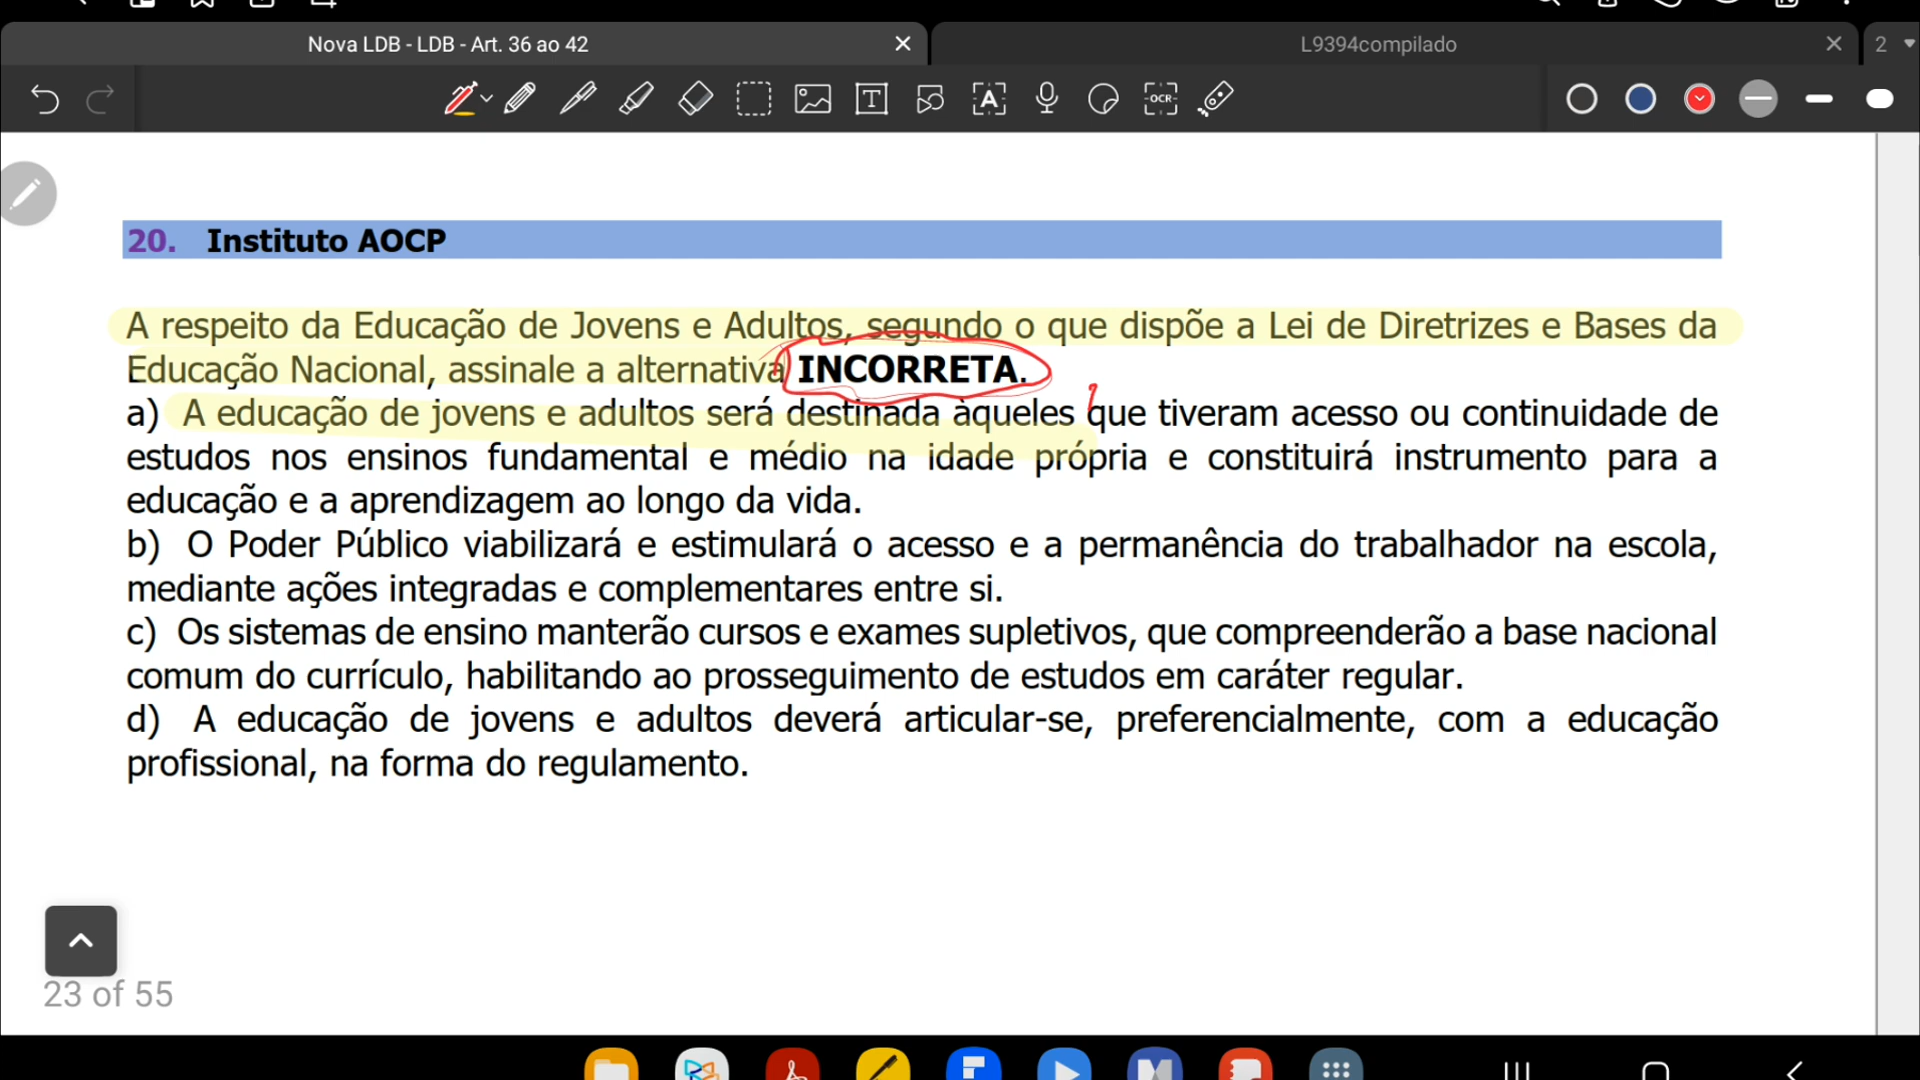 Nova LDB - LDB - Art. 36 ao 42
L9394compilado
2
T
A
OCR
20. Instituto AOCP
A respeito da Educação de Jovens e Adultos, segundo o que dispõe a Lei de Diretrizes e Bases da
Educação Nacional, assinale a alternativa INCORRETA.
a) A educação de jovens e adultos será destinada àqueles que tiveram acesso ou continuidade de
estudos nos ensinos fundamental e médio na idade própria e constituirá instrumento para a
educação e a aprendizagem ao longo da vida.
b) O Poder Público viabilizará e estimulará o acesso e a permanência do trabalhador na escola,
mediante ações integradas e complementares entre si.
c) Os sistemas de ensino manterão cursos e exames supletivos, que compreenderão a base nacional
comum do currículo, habilitando ao prosseguimento de estudos em caráter regular.
d) A educação de jovens e adultos deverá articular-se, preferencialmente, com a educação
profissional, na forma do regulamento.
23 of 55